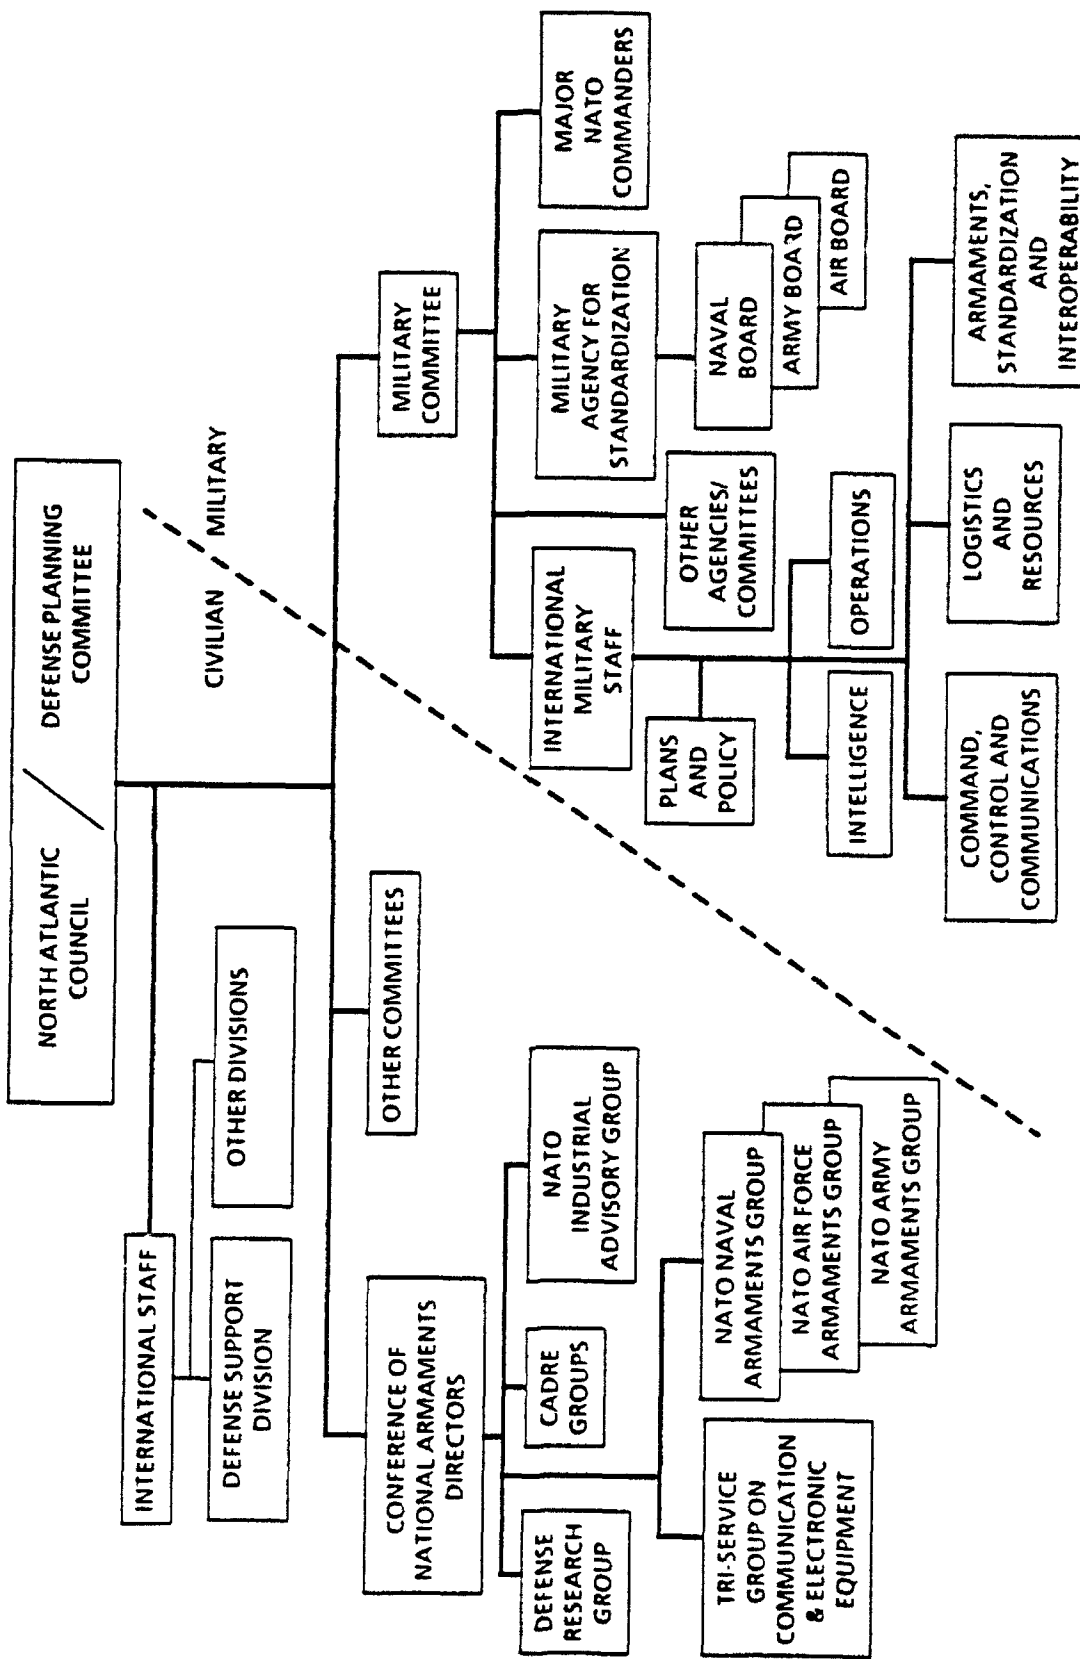 NORTH ATLANTIC
COUNCIL
DEFENSE PLANNING
COMMITTEE
INTERNATIONAL STAFF
DEFENSE SUPPORT
DIVISION
OTHER DIVISIONS
CIVILIAN
MILITARY
CONFERENCE OF
NATIONAL ARMAMENTS
DIRECTORS
OTHER COMMITTEES
MILITARY
COMMITTEE
DEFENSE
RESEARCH
GROUP
CADRE
GROUPS
NATO
INDUSTRIAL
ADVISORY GROUP
INTERNATIONAL
MILITARY
STAFF
MILITARY
AGENCY FOR
STANDARDIZATION
MAJOR
NATO
COMMANDERS
OTHER
AGENCIES/
COMMITTEES
TRI-SERVICE
GROUP ON
COMMUNICATION
& ELECTRONIC
EQUIPMENT
NATO NAVAL
ARMAMENTS GROUP
NATO AIR FORCE
ARMAMENTS GROUP
NATO ARMY
ARMAMENTS GROUP
PLANS
AND
POLICY
NAVAL
BOARD
ARMY BOARD
AIR BOARD
INTELLIGENCE
OPERATIONS
COMMAND,
CONTROL AND
COMMUNICATIONS
LOGISTICS
AND
RESOURCES
ARMAMENTS,
STANDARDIZATION
AND
INTEROPERABILITY